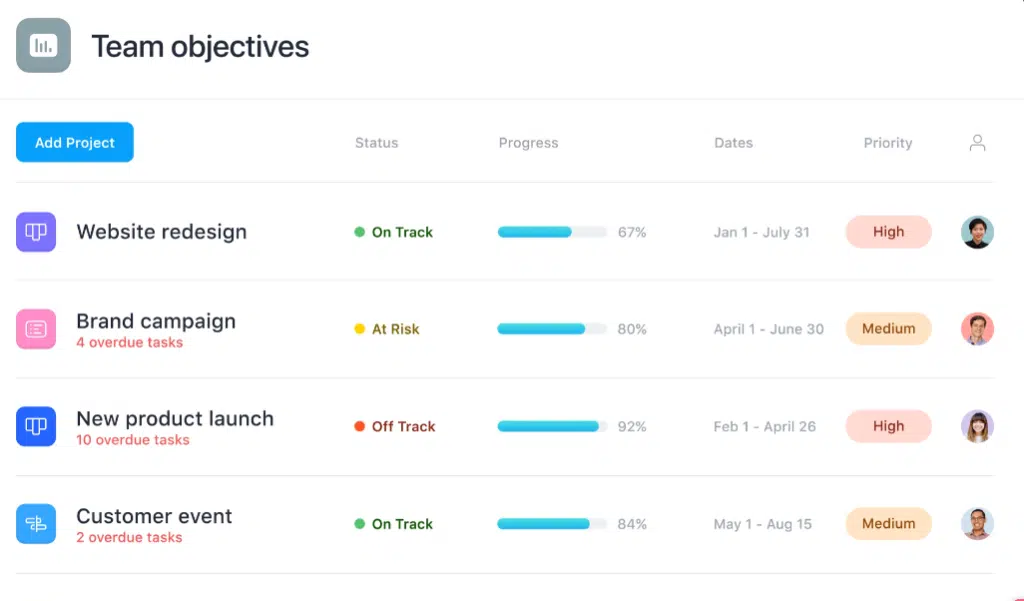 Team objectives
Add Project Status Progress Dates Priority
Website redesign On Track 67% Jan 1 - July 31 High
Brand campaign At Risk 80% April 1 - June 30 Medium
4 overdue tasks
New product launch Off Track 92% Feb 1 - April 26 High
10 overdue tasks
Customer event On Track 84% May 1 - Aug 15 Medium
2 overdue tasks